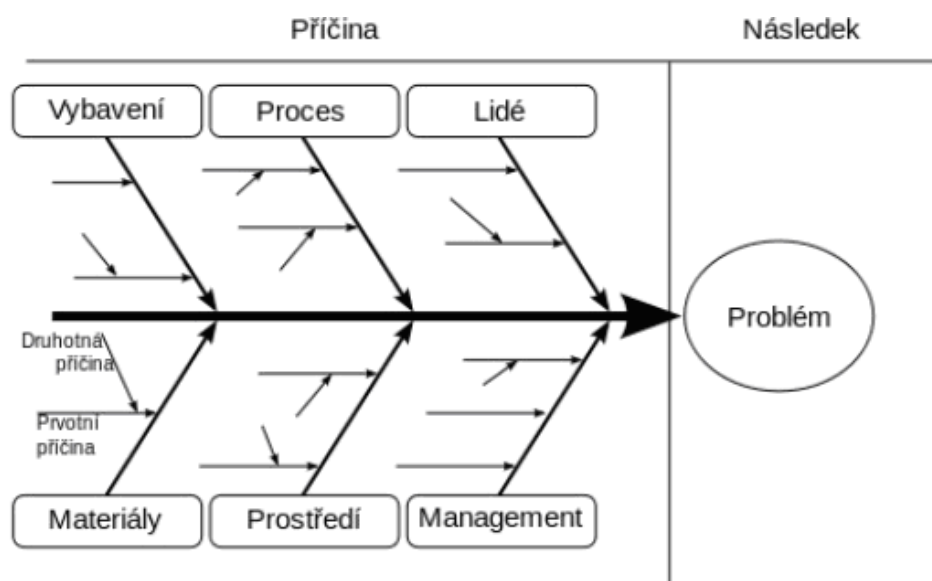 Příčina
Následek
Vybavení
Proces
Lidé
Problém
Druhotná
příčina
Prvotní
příčina
Materiály
Prostředí
Management